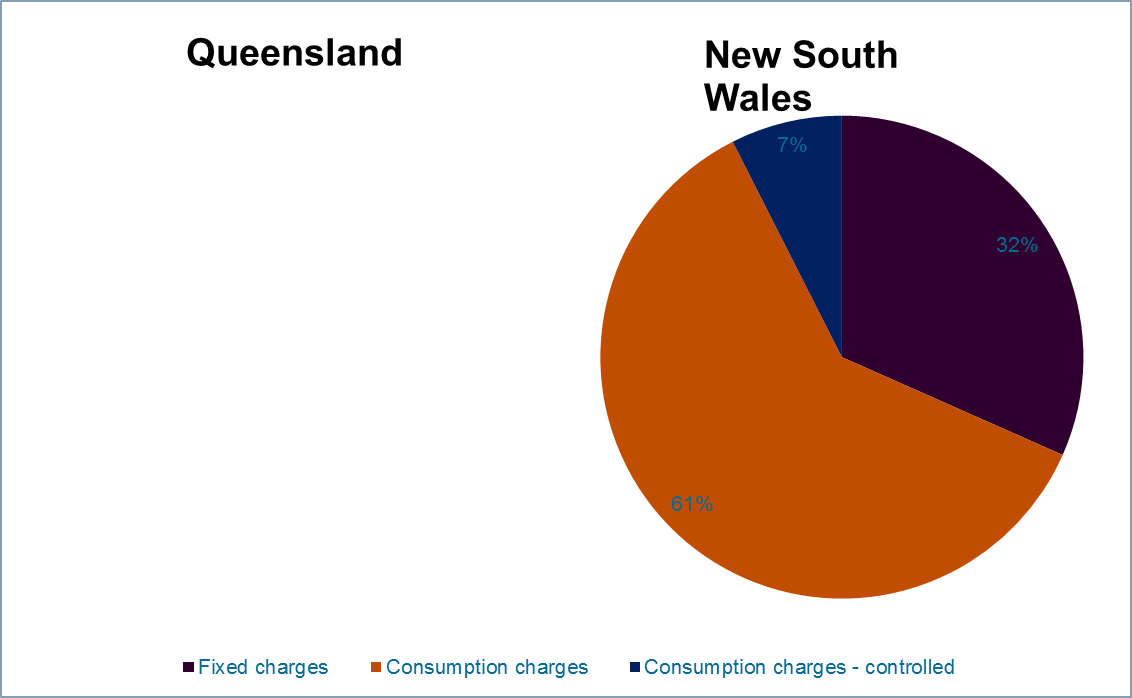 Queensland
New South
Wales
7%
32%
61%
Fixed charges
Consumption charges
Consumption charges - controlled